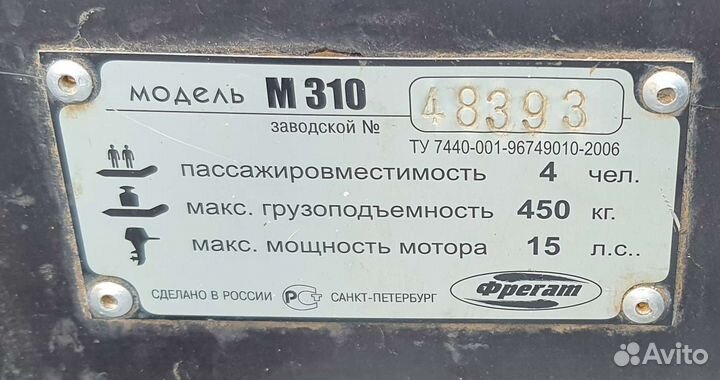 модель М 310 48393
заводской №
ТУ 7440-001-96749010-2006
пассажировместимость 4 чел.
макс. грузоподъемность 450 кг.
макс. мощность мотора 15 л.с..
СДЕЛАНО В РОССИИ РСТ САНКТ-ПЕТЕРБУРГ Фрегат
Avito